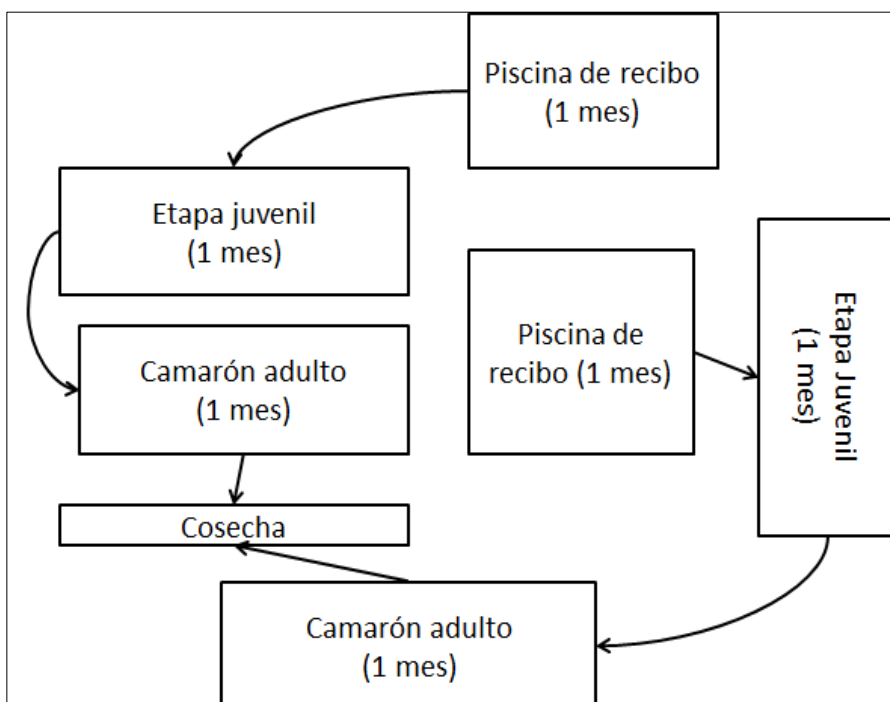 Piscina de recibo
(1 mes)
Etapa juvenil
(1 mes)
Camarón adulto
(1 mes)
Cosecha
Piscina de
recibo (1 mes)
Etapa Juvenil
(1 mes)
Camarón adulto
(1 mes)